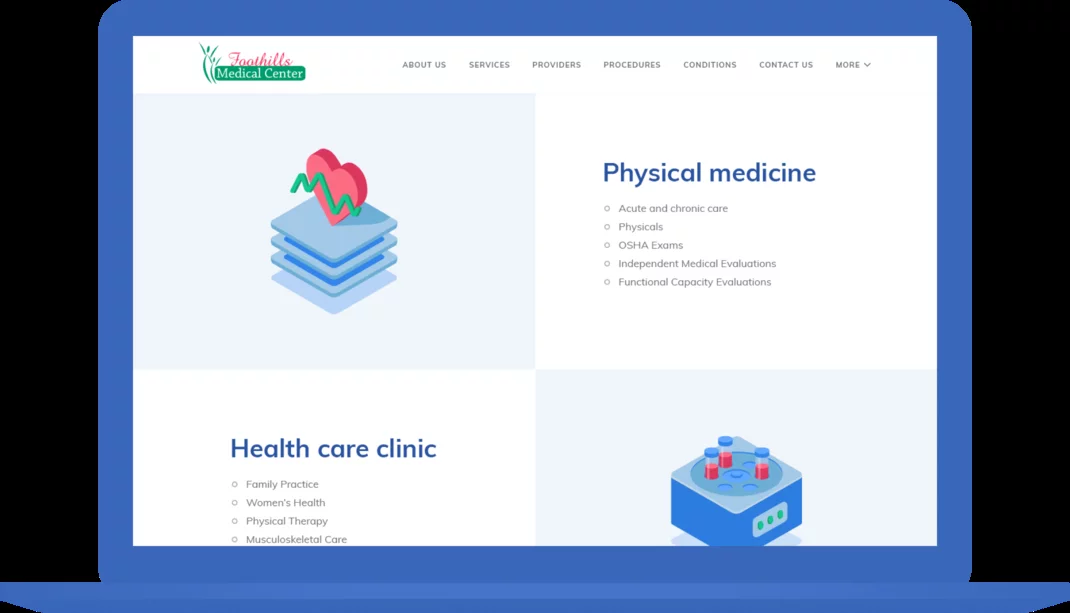 Foothills
Medical Center
ABOUT US SERVICES PROVIDERS PROCEDURES CONDITIONS CONTACT US MORE
Physical medicine
Acute and chronic care
Physicals
OSHA Exams
Independent Medical Evaluations
Functional Capacity Evaluations
Health care clinic
Family Practice
Women's Health
Physical Therapy
Musculoskeletal Care